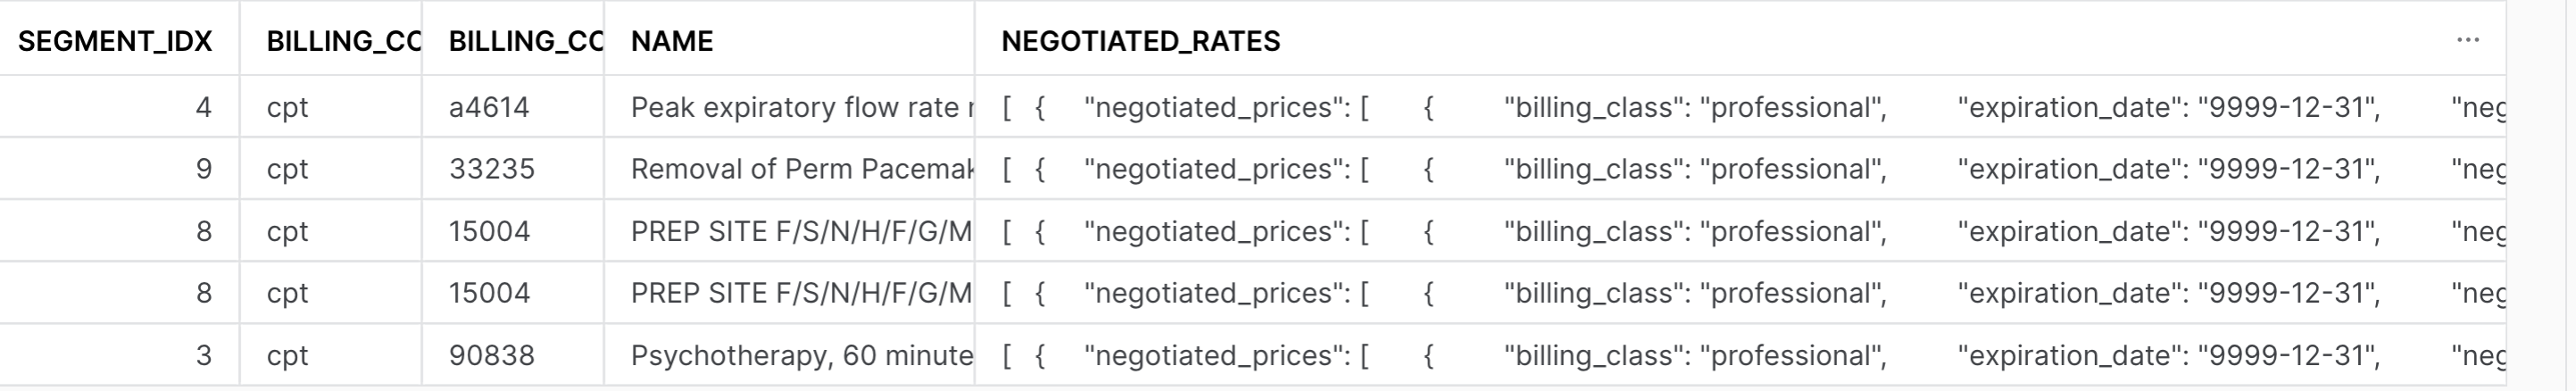 SEGMENT_IDX BILLING_CO BILLING_CO NAME NEGOTIATED_RATES ...
4 cpt a4614 Peak expiratory flow rate [ { "negotiated_prices": [ { "billing_class": "professional", "expiration_date": "9999-12-31", "neg
9 cpt 33235 Removal of Perm Pacemak [ { "negotiated_prices": [ { "billing_class": "professional", "expiration_date": "9999-12-31", "neg
8 cpt 15004 PREP SITE F/S/N/H/F/G/M [ { "negotiated_prices": [ { "billing_class": "professional", "expiration_date": "9999-12-31", "neg
8 cpt 15004 PREP SITE F/S/N/H/F/G/M [ { "negotiated_prices": [ { "billing_class": "professional", "expiration_date": "9999-12-31", "neg
3 cpt 90838 Psychotherapy, 60 minute [ { "negotiated_prices": [ { "billing_class": "professional", "expiration_date": "9999-12-31", "neg